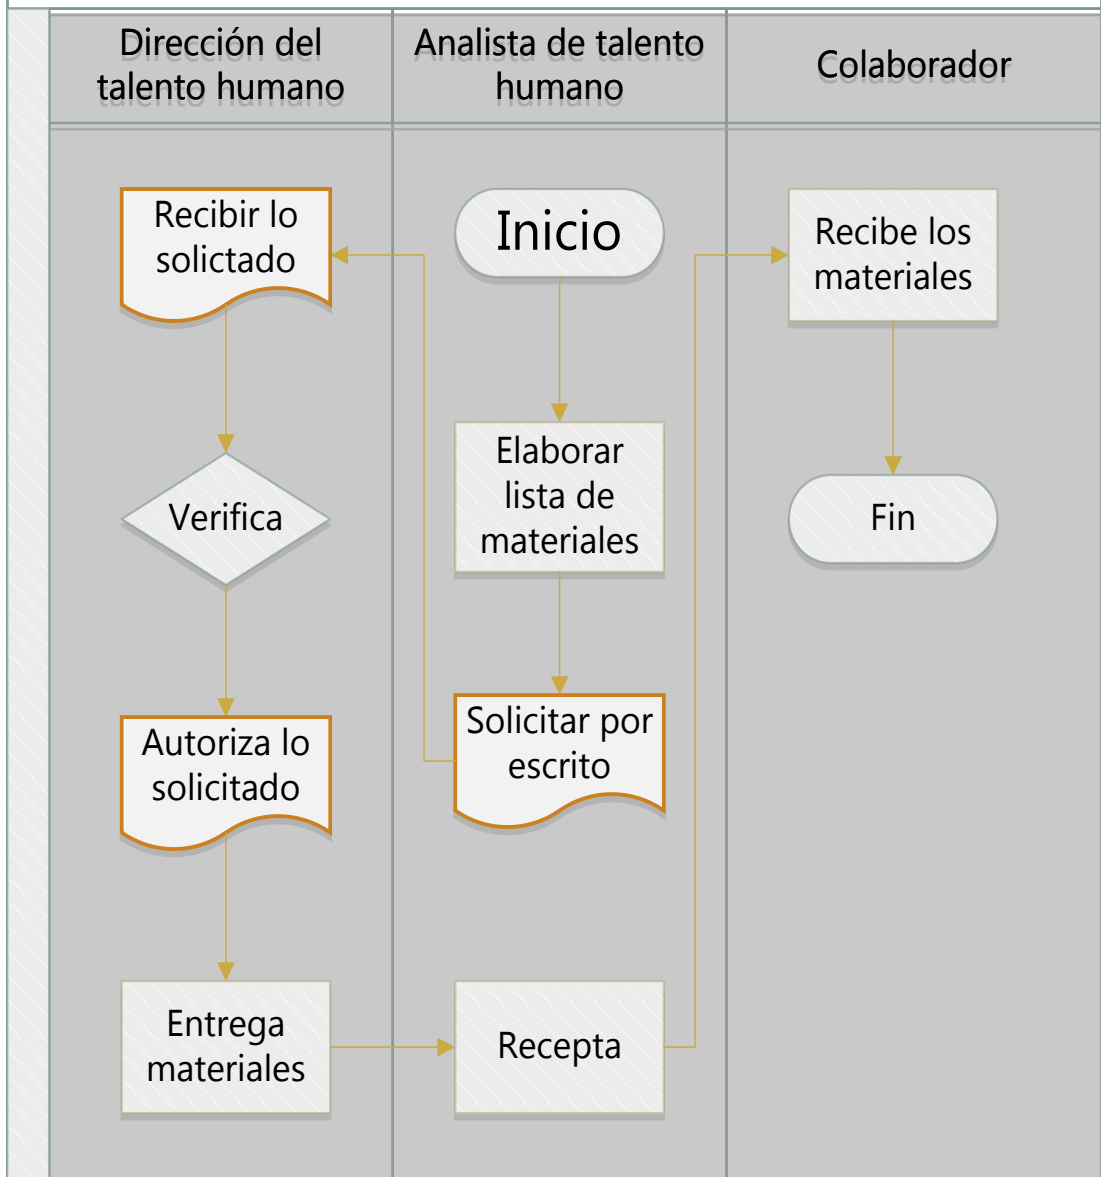 Dirección del
talento humano
Analista de talento
humano
Colaborador
Recibir lo
solictado
Inicio
Recibe los
materiales
Verifica
Elaborar
lista de
materiales
Fin
Autoriza lo
solicitado
Solicitar por
escrito
Entrega
materiales
Recepta